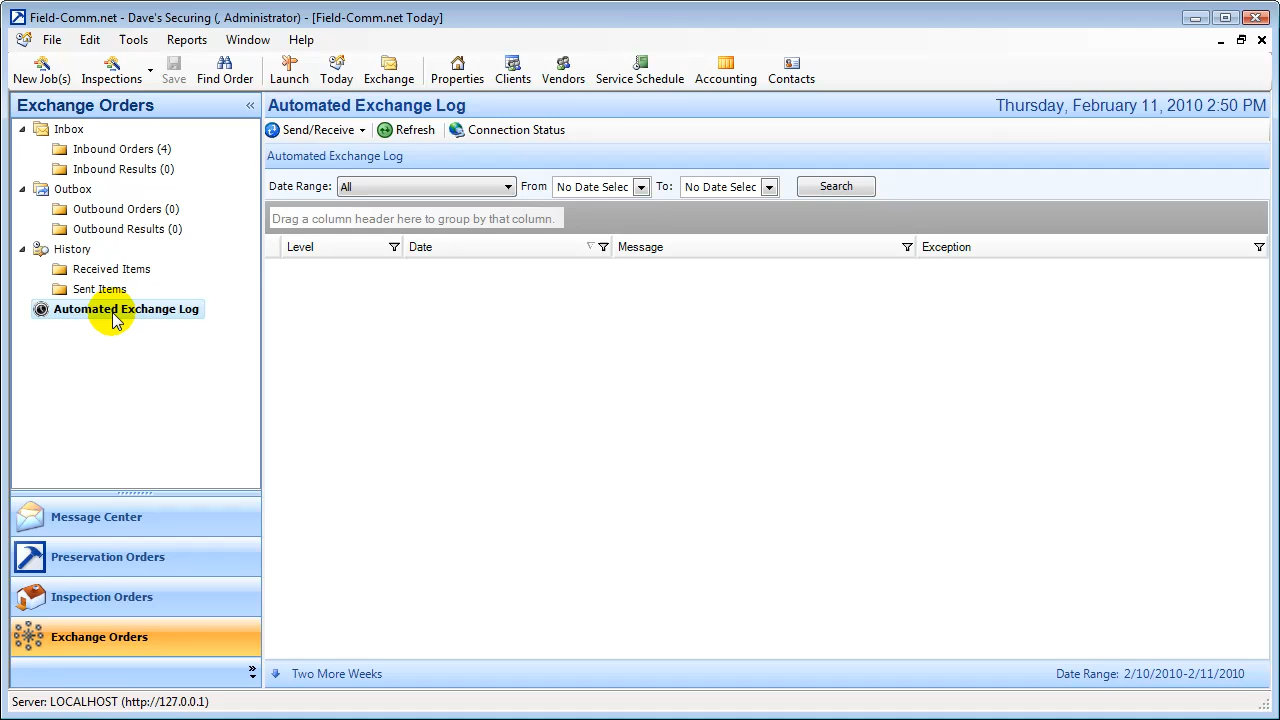 Field-Comm.net - Dave's Securing (, Administrator) - [Field-Comm.net Today]
File Edit Tools Reports Window Help
New Job(s) Inspections Save Find Order Launch Today Exchange Properties Clients Vendors Service Schedule Accounting Contacts
Exchange Orders «
Automated Exchange Log Thursday, February 11, 2010 2:50 PM
Inbox
Inbound Orders (4)
Inbound Results (0)
Outbox
Outbound Orders (0)
Outbound Results (0)
History
Received Items
Sent Items
Automated Exchange Log
Send/Receive Refresh Connection Status
Automated Exchange Log
Date Range: All From No Date Selec To: No Date Selec Search
Drag a column header here to group by that column.
Level Date Message Exception
Message Center
Preservation Orders
Inspection Orders
Exchange Orders
»
Two More Weeks Date Range: 2/10/2010-2/11/2010
Server: LOCALHOST (http://127.0.0.1)